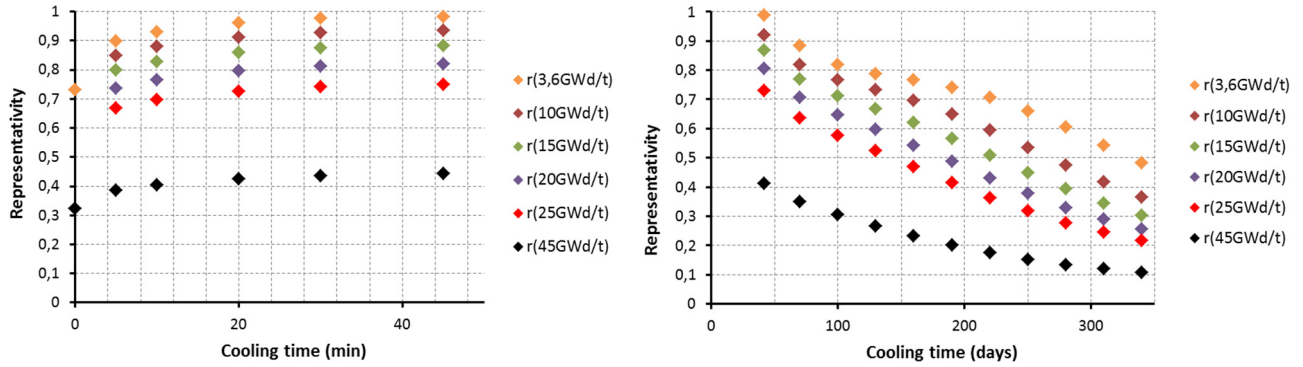 Representativity
1
0,9
0,8
0,7
0,6
0,5
0,4
0,3
0,2
0,1
0
0 20 40
Cooling time (min)
r(3,6GWd/t)
r(10GWd/t)
r(15GWd/t)
r(20GWd/t)
r(25GWd/t)
r(45GWd/t)
Representativity
1
0,9
0,8
0,7
0,6
0,5
0,4
0,3
0,2
0,1
0
0 100 200 300
Cooling time (days)
r(3,6GWd/t)
r(10GWd/t)
r(15GWd/t)
r(20GWd/t)
r(25GWd/t)
r(45GWd/t)